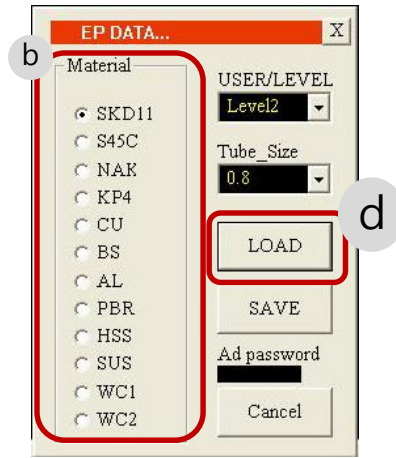 EP DATA... X
b
Material
SKD11
S45C
NAK
KP4
CU
BS
AL
PBR
HSS
SUS
WC1
WC2
USER/LEVEL
Level2
Tube_Size
0.8
d
LOAD
SAVE
Ad password
Cancel